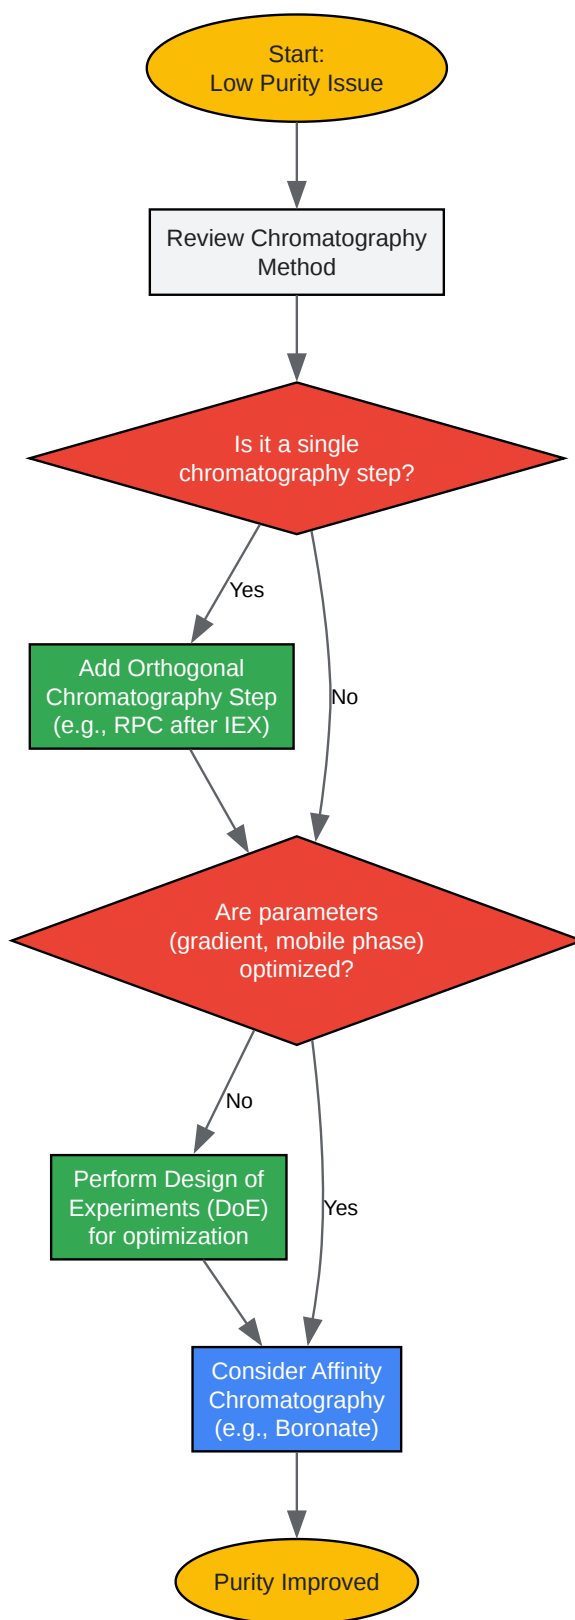 Start:
Low Purity Issue
Review Chromatography
Method
Is it a single
chromatography step?
Yes
Add Orthogonal
Chromatography Step
(e.g., RPC after IEX)
No
Are parameters
(gradient, mobile phase)
optimized?
No
Perform Design of
Experiments (DoE)
for optimization
Yes
Consider Affinity
Chromatography
(e.g., Boronate)
Purity Improved